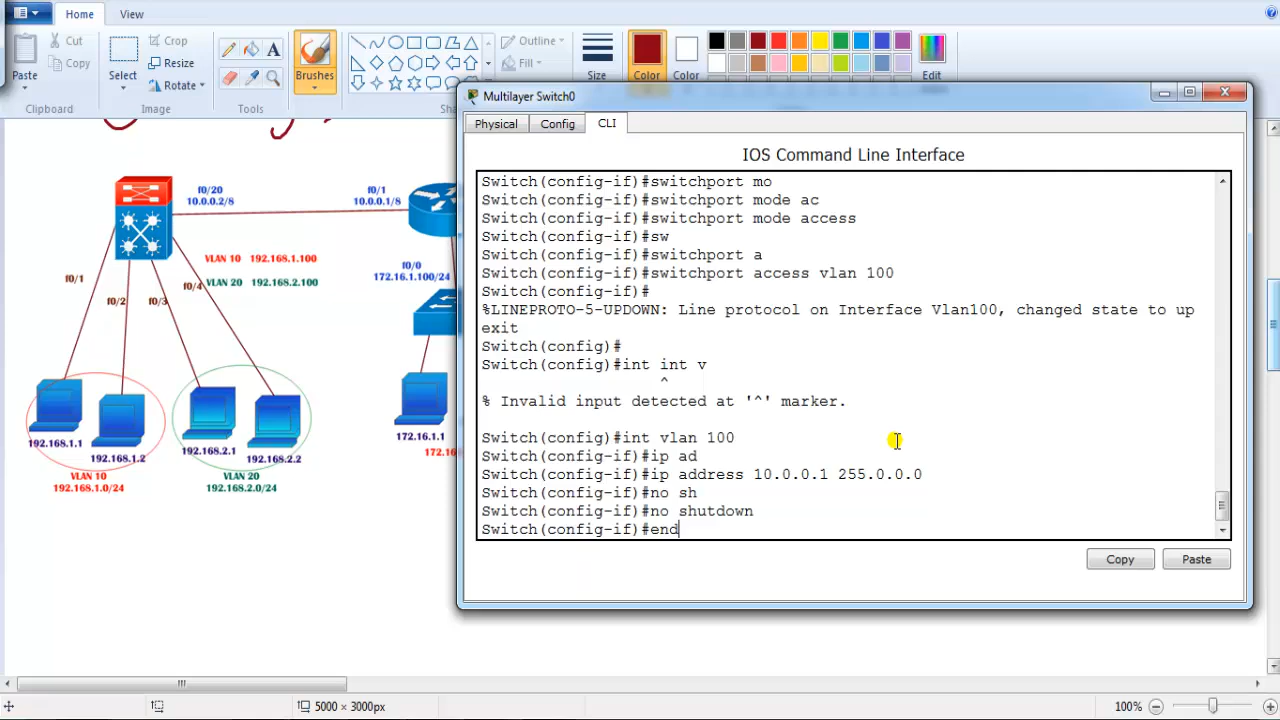 Home
View
Paste
Cut
Copy
Clipboard
Select
Crop
Resize
Rotate
Image
Tools
Brushes
Outline
Fill
Size
Color
Color
Edit
Multilayer Switch0
Physical
Config
CLI
IOS Command Line Interface
Switch(config-if)#switchport mo
Switch(config-if)#switchport mode ac
Switch(config-if)#switchport mode access
Switch(config-if)#sw
Switch(config-if)#switchport a
Switch(config-if)#switchport access vlan 100
Switch(config-if)#
%LINEPROTO-5-UPDOWN: Line protocol on Interface Vlan100, changed state to up
exit
Switch(config)#
Switch(config)#int int v
^
% Invalid input detected at '^' marker.
Switch(config)#int vlan 100
Switch(config-if)#ip ad
Switch(config-if)#ip address 10.0.0.1 255.0.0.0
Switch(config-if)#no sh
Switch(config-if)#no shutdown
Switch(config-if)#end
Copy
Paste
f0/20
10.0.0.2/8
f0/1
10.0.0.1/8
VLAN 10 192.168.1.100
VLAN 20 192.168.2.100
f0/0
172.16.1.100/24
f0/1
f0/2
f0/3
f0/4
192.168.1.1
192.168.1.2
192.168.2.1
192.168.2.2
172.16.1.1
VLAN 10
192.168.1.0/24
VLAN 20
192.168.2.0/24
5000 × 3000px
100%